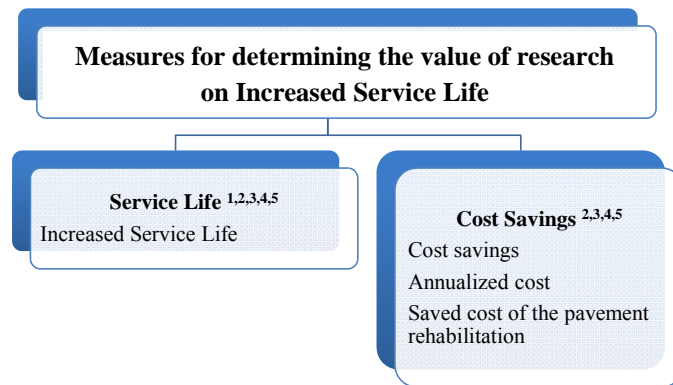 Measures for determining the value of research
on Increased Service Life
Service Life 1,2,3,4,5
Increased Service Life
Cost Savings 2,3,4,5
Cost savings
Annualized cost
Saved cost of the pavement
rehabilitation